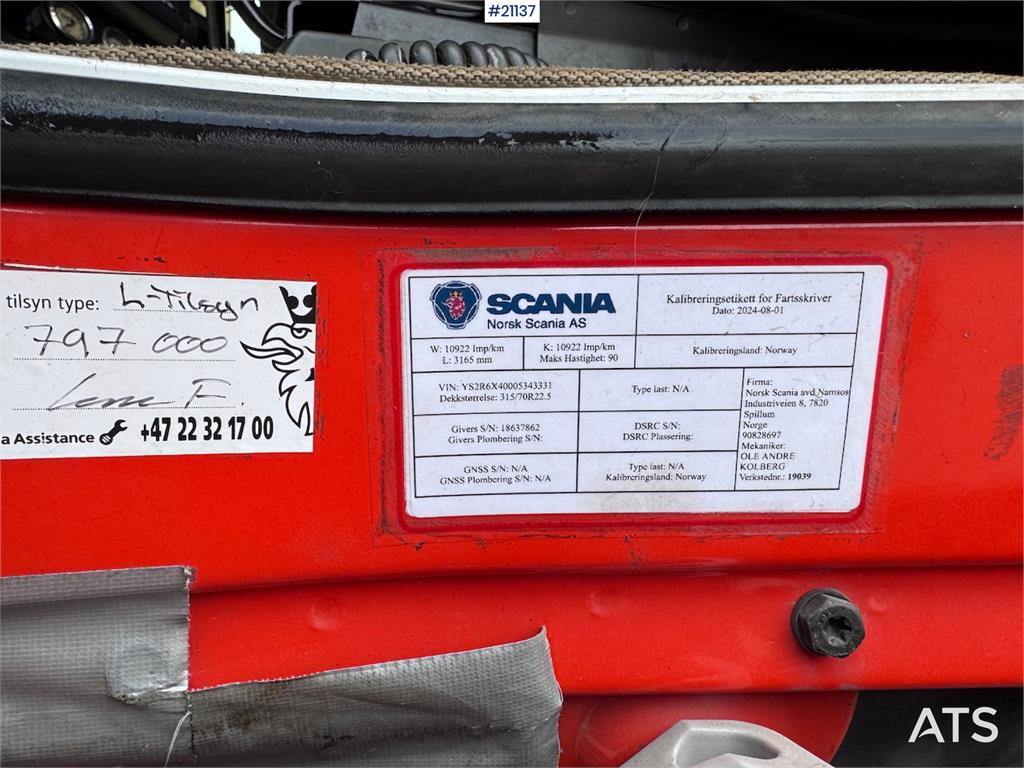 #21137
tilsyn type: L-Tilsyn
797 000
a Assistance +47 22 32 17 00
SCANIA
Norsk Scania AS
Kalibreringsetikett for Fartsskriver
Dato: 2024-08-01
W: 10922 Imp/km
L: 3165 mm
K: 10922 Imp/km
Maks Hastighet: 90
Kalibreringsland: Norway
VIN: YS2R6X40005343331
Dekkstørrelse: 315/70R22.5
Type last: N/A
Firma:
Norsk Scania avd Namsos
Industriveien 8, 7820
Spillum
Norge
90828697
Mekaniker:
OLE ANDRE
KOLBERG
Verkstednr.: 19039
Givers S/N: 18637862
Givers Plombering S/N:
DSRC S/N:
DSRC Plassering:
GNSS S/N: N/A
GNSS Plombering S/N: N/A
Type last: N/A
Kalibreringsland: Norway
ATS